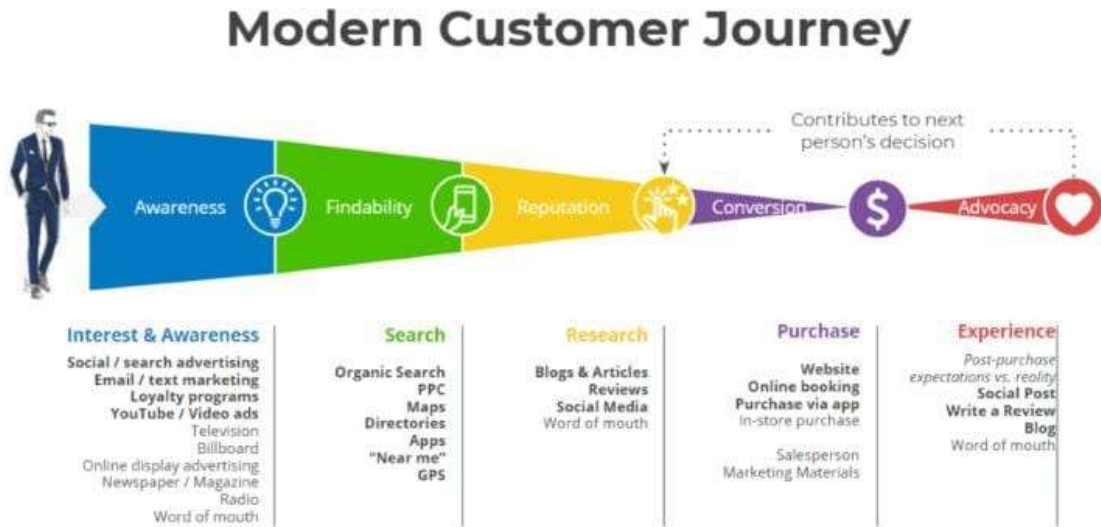 Modern Customer Journey
Contributes to next
person's decision
Awareness
Findability
Reputation
Conversion
$
Advocacy
Interest & Awareness
Social / search advertising
Email / text marketing
Loyalty programs
YouTube / Video ads
Television
Billboard
Online display advertising
Newspaper / Magazine
Radio
Word of mouth
Search
Organic Search
PPC
Maps
Directories
Apps
"Near me"
GPS
Research
Blogs & Articles
Reviews
Social Media
Word of mouth
Purchase
Website
Online booking
Purchase via app
In-store purchase
Salesperson
Marketing Materials
Experience
Post-purchase
expectations vs. reality
Social Post
Write a Review
Blog
Word of mouth